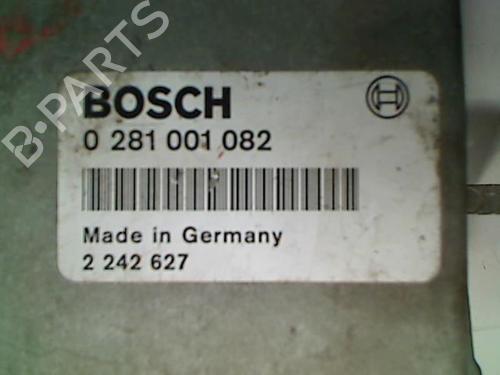 B-PARTS
BOSCH
0 281 001 082
Made in Germany
2 242 627